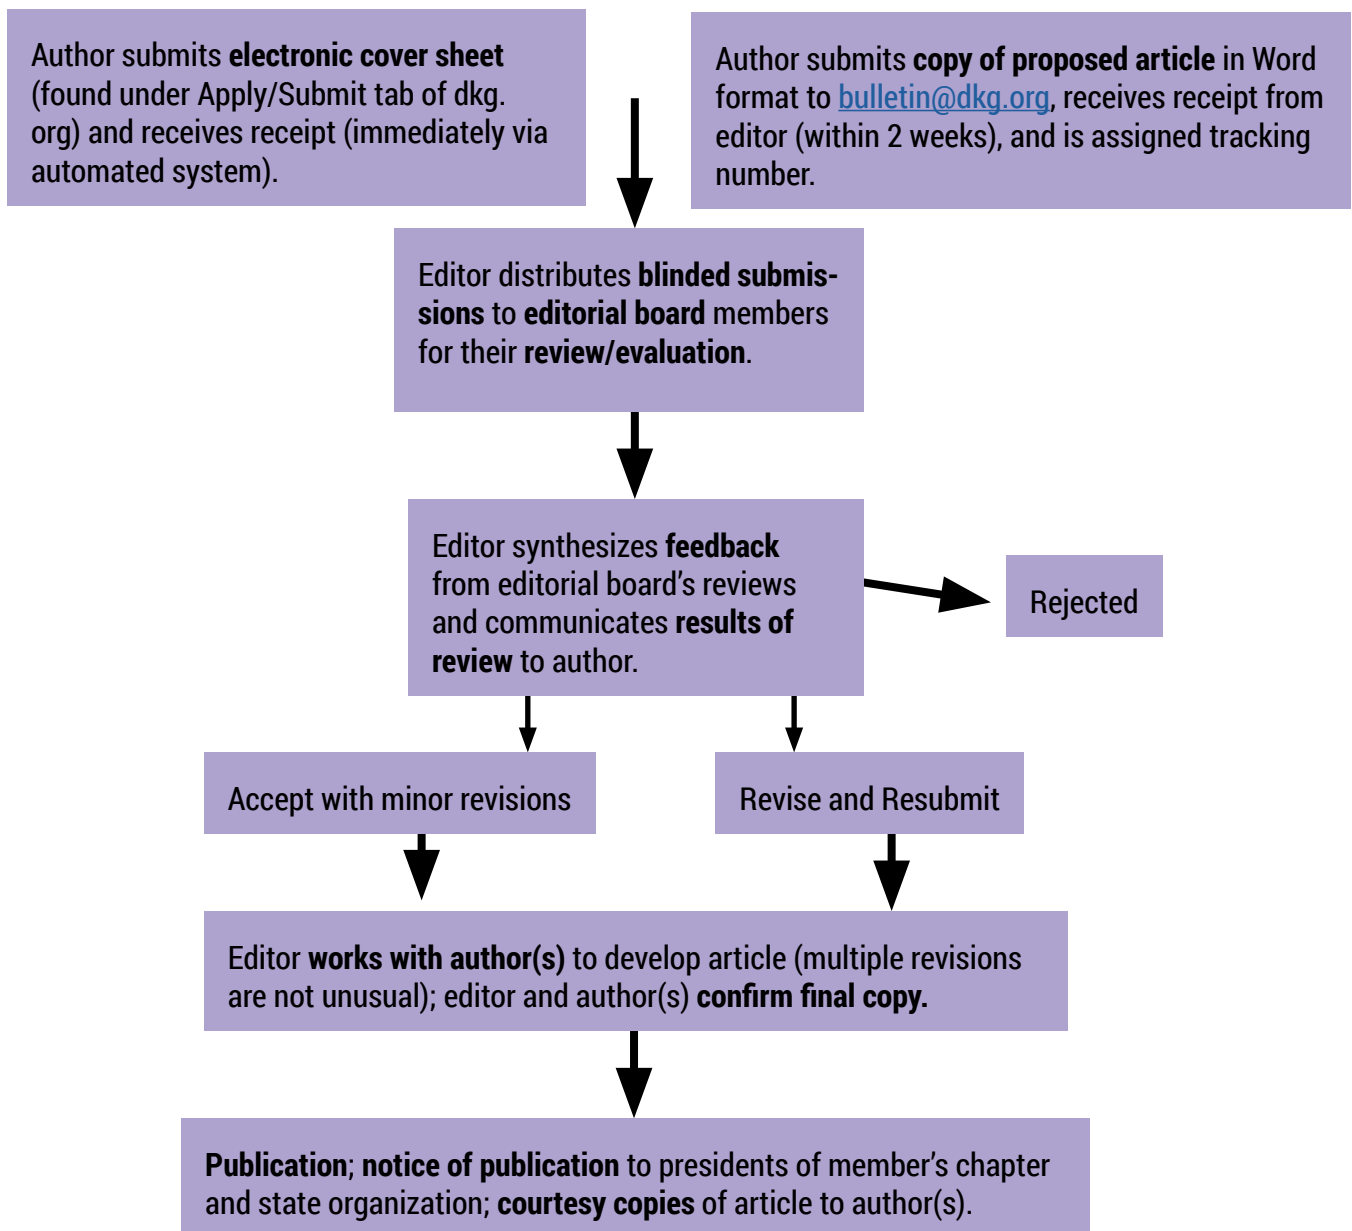 Author submits electronic cover sheet
(found under Apply/Submit tab of dkg.
org) and receives receipt (immediately via
automated system).
Author submits copy of proposed article in Word
format to bulletin@dkg.org, receives receipt from
editor (within 2 weeks), and is assigned tracking
number.
Editor distributes blinded submis-
sions to editorial board members
for their review/evaluation.
Editor synthesizes feedback
from editorial board's reviews
and communicates results of
review to author.
Rejected
Accept with minor revisions
Revise and Resubmit
Editor works with author(s) to develop article (multiple revisions
are not unusual); editor and author(s) confirm final copy.
Publication; notice of publication to presidents of member's chapter
and state organization; courtesy copies of article to author(s).